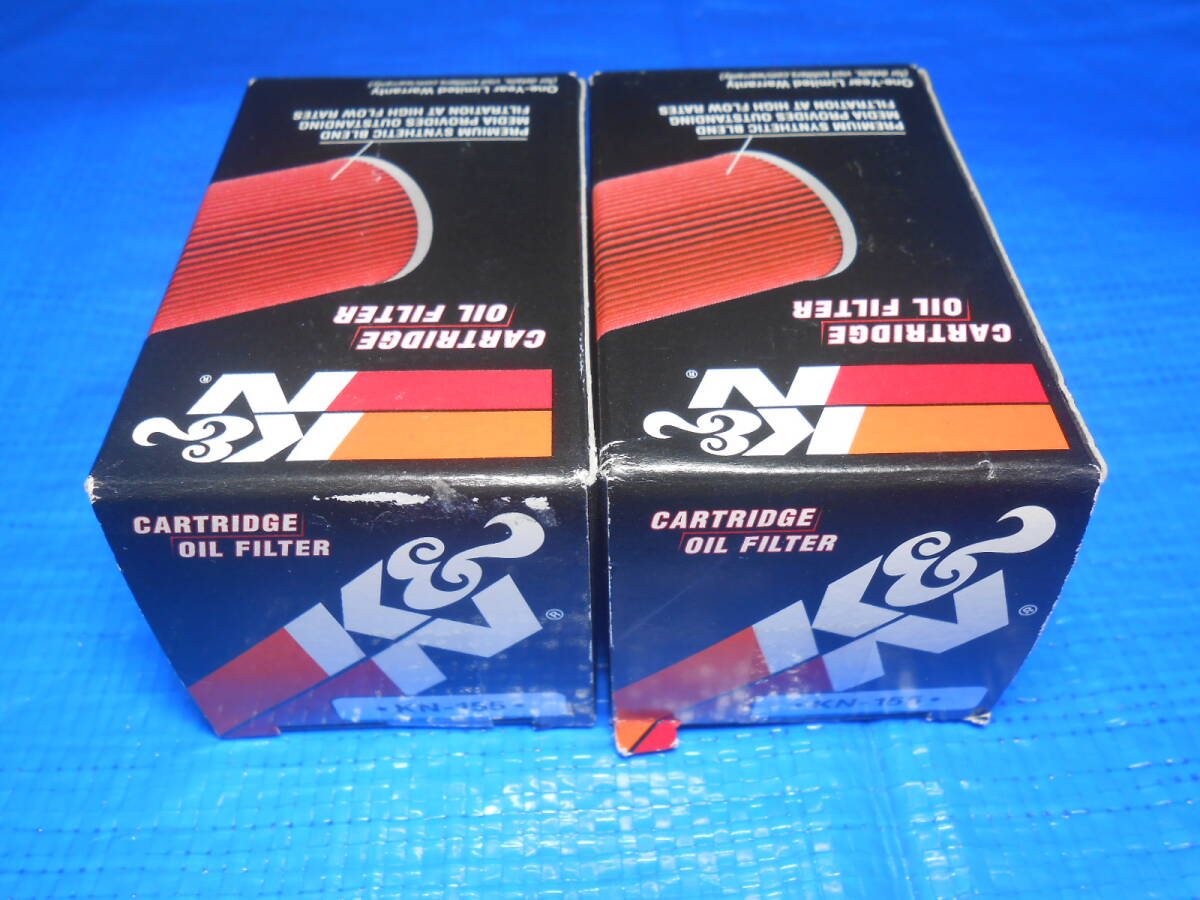 One-Year Limited Warranty
PREMIUM SYNTHETIC BLEND
MEDIA PROVIDES OUTSTANDING
FILTRATION AT HIGH FLOW RATES
CARTRIDGE
OIL FILTER
K&N®
CARTRIDGE
OIL FILTER
K&N®
• KN-155 •
One-Year Limited Warranty
PREMIUM SYNTHETIC BLEND
MEDIA PROVIDES OUTSTANDING
FILTRATION AT HIGH FLOW RATES
CARTRIDGE
OIL FILTER
K&N®
CARTRIDGE
OIL FILTER
K&N®